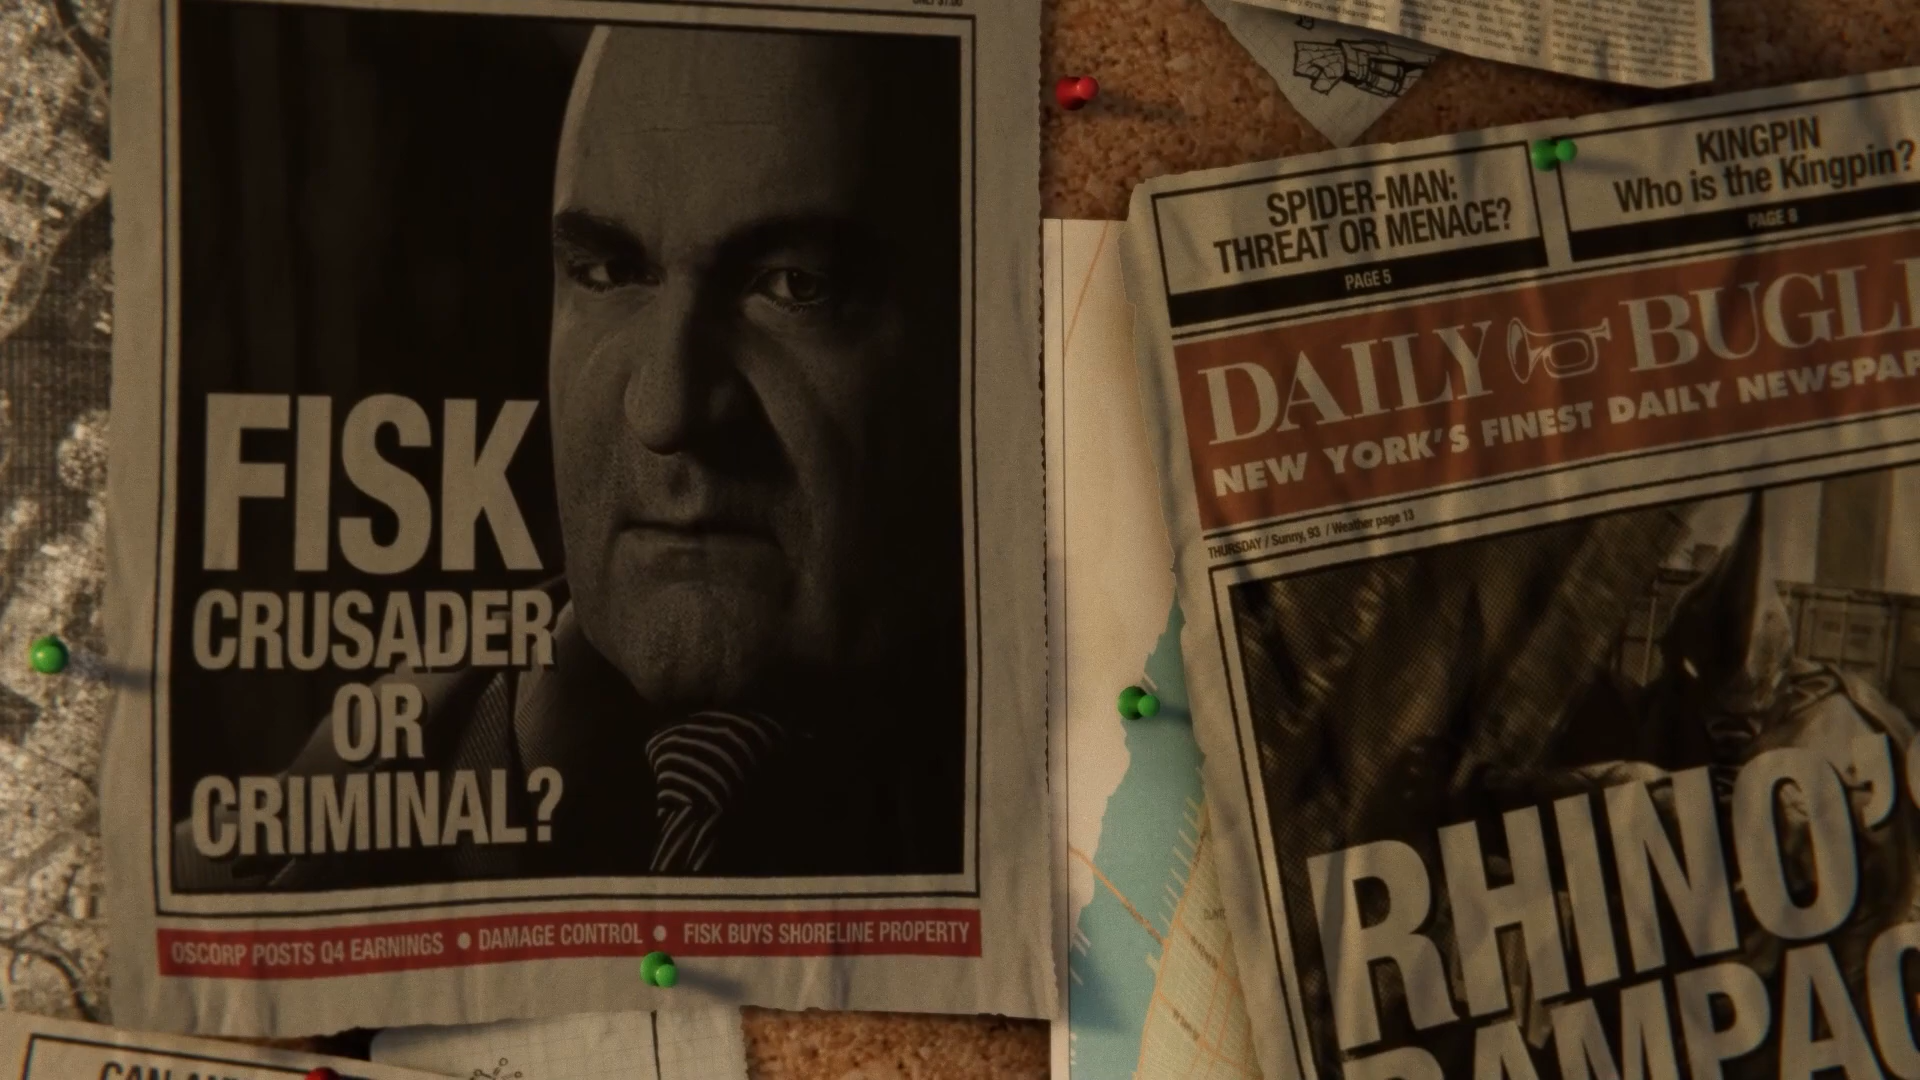 FISK
CRUSADER
OR
CRIMINAL?
OSCORP POSTS Q4 EARNINGS ● DAMAGE CONTROL ● FISK BUYS SHORELINE PROPERTY
SPIDER-MAN:
THREAT OR MENACE?
PAGE 5
KINGPIN
Who is the Kingpin?
PAGE 8
DAILY BUGL
NEW YORK'S FINEST DAILY NEWSPAP
THURSDAY / Sunny, 93 / Weather page 13
RHINO'S
RAMPAG
CAN